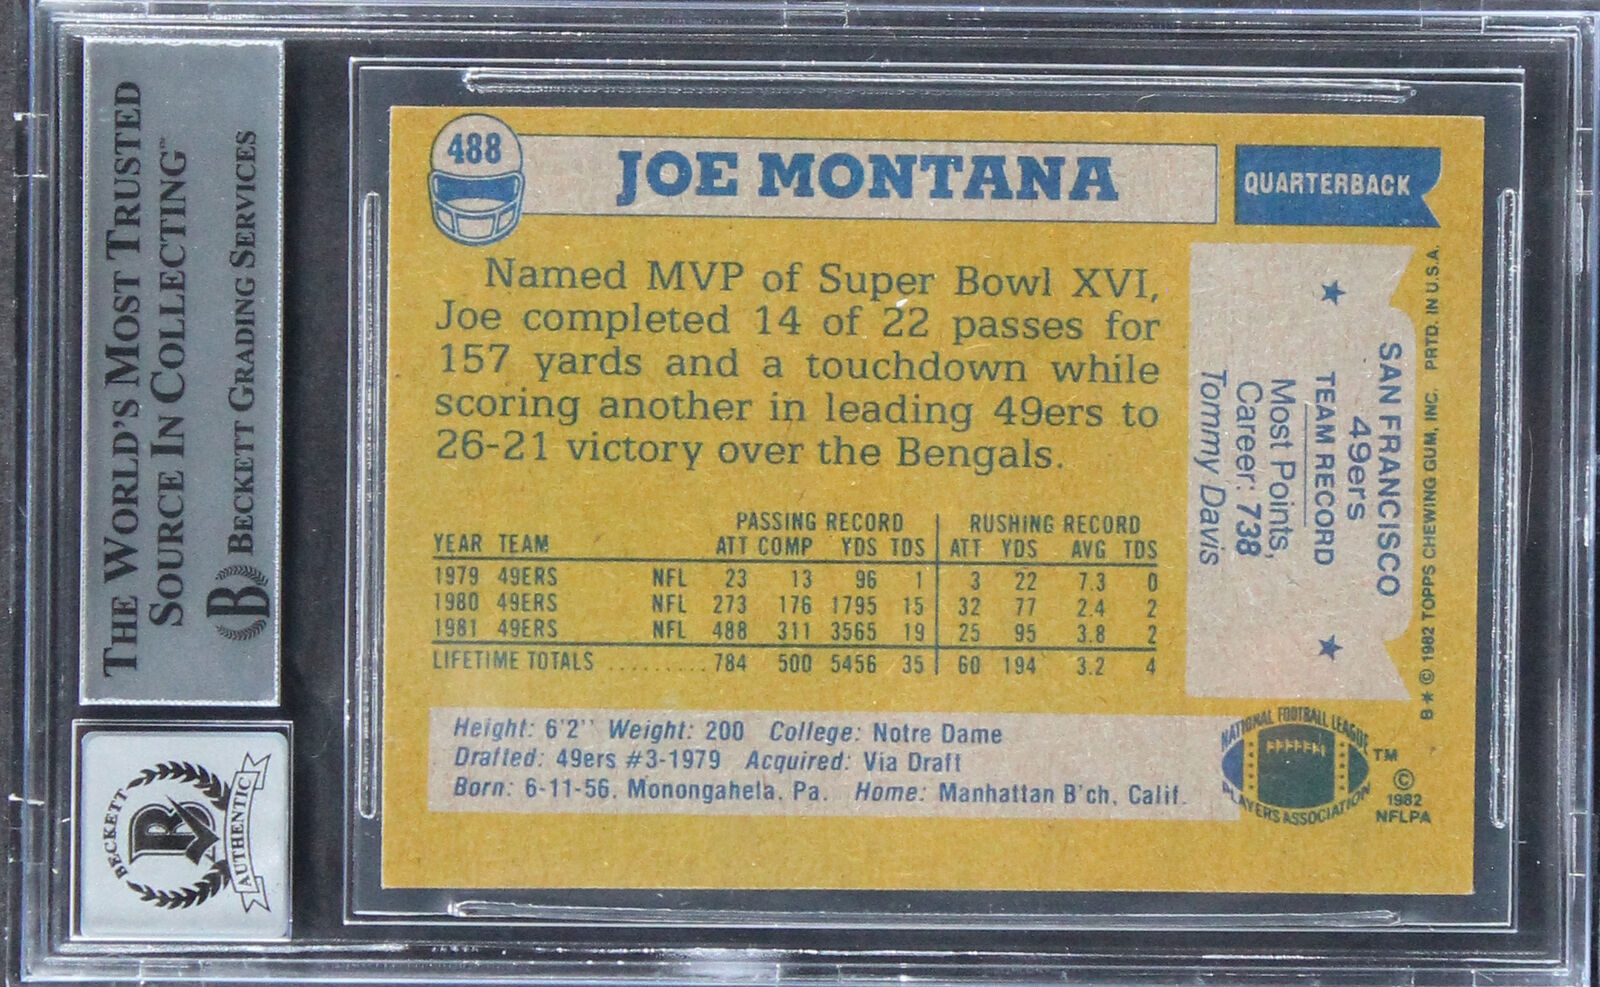 THE WORLD'S MOST TRUSTED
SOURCE IN COLLECTING™
BECKETT GRADING SERVICES
B
BECKETT
B
AUTHENTIC
488
JOE MONTANA
QUARTERBACK
Named MVP of Super Bowl XVI,
Joe completed 14 of 22 passes for
157 yards and a touchdown while
scoring another in leading 49ers to
26-21 victory over the Bengals.
PASSING RECORD RUSHING RECORD
YEAR TEAM ATT COMP YDS TDS ATT YDS AVG TDS
1979 49ERS NFL 23 13 96 1 3 22 7.3 0
1980 49ERS NFL 273 176 1795 15 32 77 2.4 2
1981 49ERS NFL 488 311 3565 19 25 95 3.8 2
LIFETIME TOTALS .......... 784 500 5456 35 60 194 3.2 4
Height: 6'2'' Weight: 200 College: Notre Dame
Drafted: 49ers #3-1979 Acquired: Via Draft
Born: 6-11-56, Monongahela, Pa. Home: Manhattan B'ch, Calif.
SAN FRANCISCO
49ers
TEAM RECORD
Most Points,
Career: 738
Tommy Davis
B★ © 1982 TOPPS CHEWING GUM, INC. PRTD. IN U.S.A.
NATIONAL FOOTBALL LEAGUE
PLAYERS ASSOCIATION
TM
©
1982
NFLPA